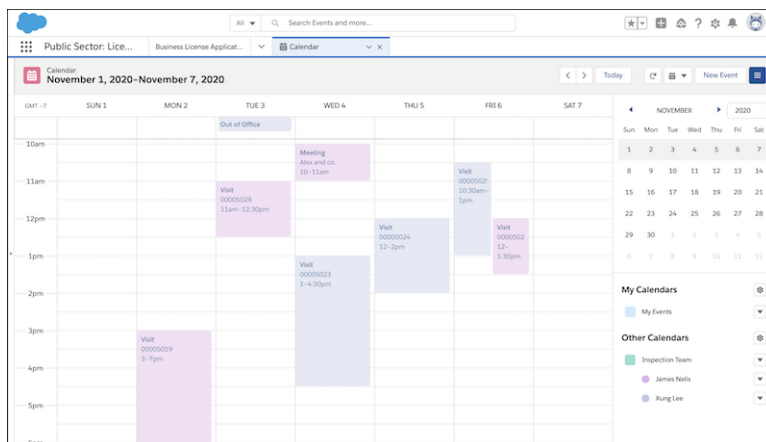 All
Search Events and more...
Public Sector: Lice...
Business License Applicat...
Calendar
Calendar
November 1, 2020–November 7, 2020
Today
New Event
GMT -7
SUN 1
MON 2
TUE 3
WED 4
THU 5
FRI 6
SAT 7
Out of Office
10am
11am
12pm
1pm
2pm
3pm
4pm
5pm
Visit
00005019
3–7pm
Visit
00005028
11am–12:30pm
Meeting
Alex and co.
10–11am
Visit
00005023
1–4:30pm
Visit
00005024
12–2pm
Visit
0000502
10:30am–
1pm
Visit
0000502
12–
1:30pm
NOVEMBER
2020
Sun Mon Tue Wed Thu Fri Sat
1 2 3 4 5 6 7
8 9 10 11 12 13 14
15 16 17 18 19 20 21
22 23 24 25 26 27 28
29 30 1 2 3 4 5
6 7 8 9 10 11 12
My Calendars
My Events
Other Calendars
Inspection Team
James Nelis
Xung Lee